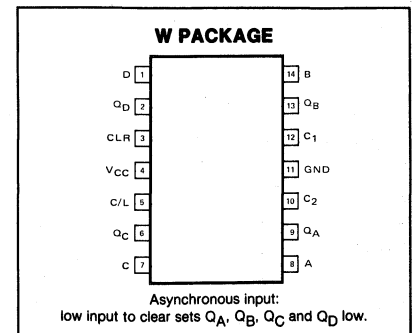 W PACKAGE
D 1 14 B
QD 2 13 QB
CLR 3 12 C1
VCC 4 11 GND
C/L 5 10 C2
QC 6 9 QA
C 7 8 A
Asynchronous input:
low input to clear sets QA, QB, QC and QD low.